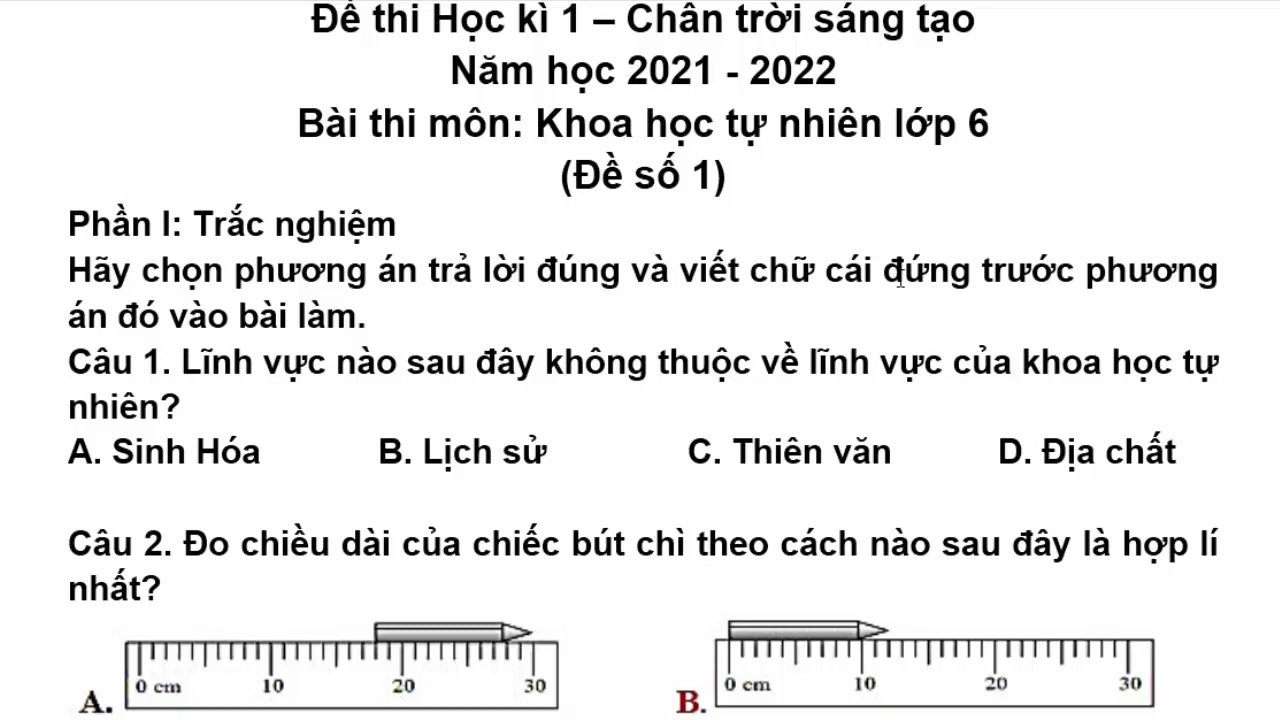 Đề thi Học kì 1 – Chân trời sáng tạo
Năm học 2021 - 2022
Bài thi môn: Khoa học tự nhiên lớp 6
(Đề số 1)
Phần I: Trắc nghiệm
Hãy chọn phương án trả lời đúng và viết chữ cái đứng trước phương
án đó vào bài làm.
Câu 1. Lĩnh vực nào sau đây không thuộc về lĩnh vực của khoa học tự
nhiên?
A. Sinh Hóa B. Lịch sử C. Thiên văn D. Địa chất
Câu 2. Đo chiều dài của chiếc bút chì theo cách nào sau đây là hợp lí
nhất?
A. 0 cm 10 20 30 B. 0 cm 10 20 30